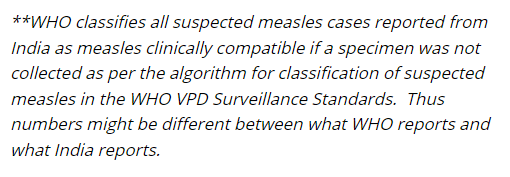 **WHO classifies all suspected measles cases reported from
India as measles clinically compatible if a specimen was not
collected as per the algorithm for classification of suspected
measles in the WHO VPD Surveillance Standards.  Thus
numbers might be different between what WHO reports and
what India reports.